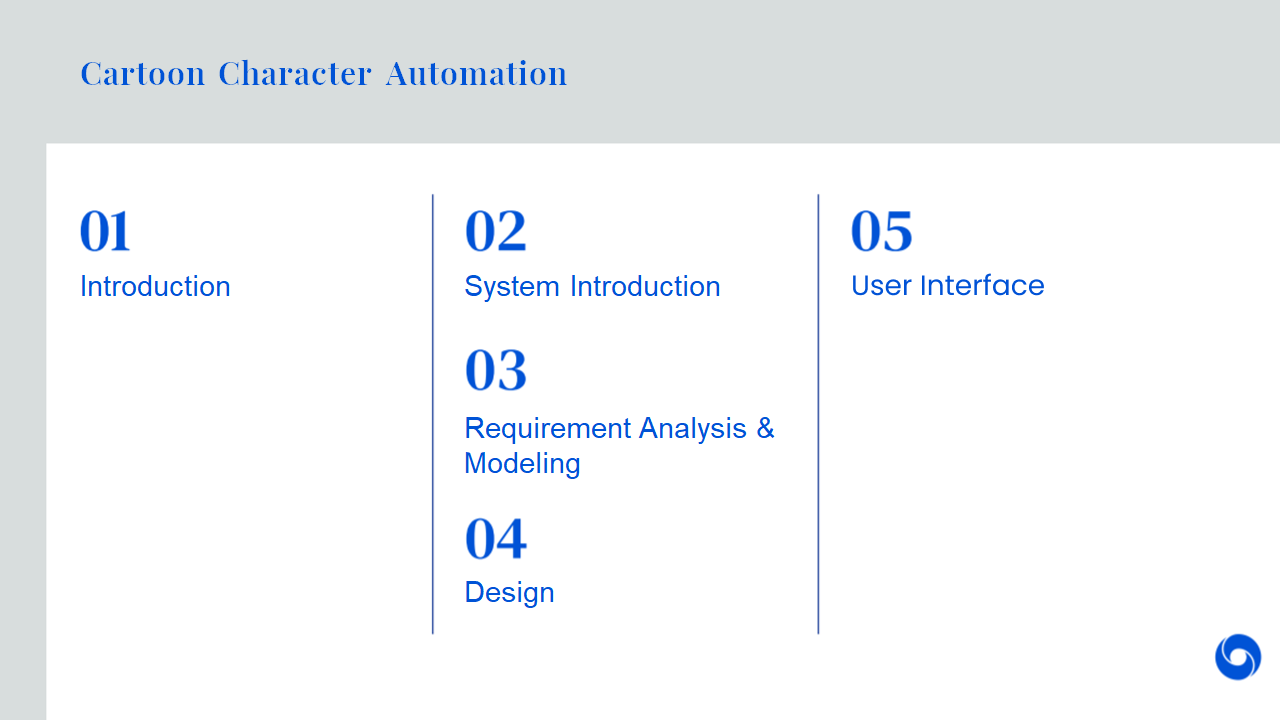 Cartoon Character Automation
01
Introduction
02
System Introduction
03
Requirement Analysis &
Modeling
04
Design
05
User Interface